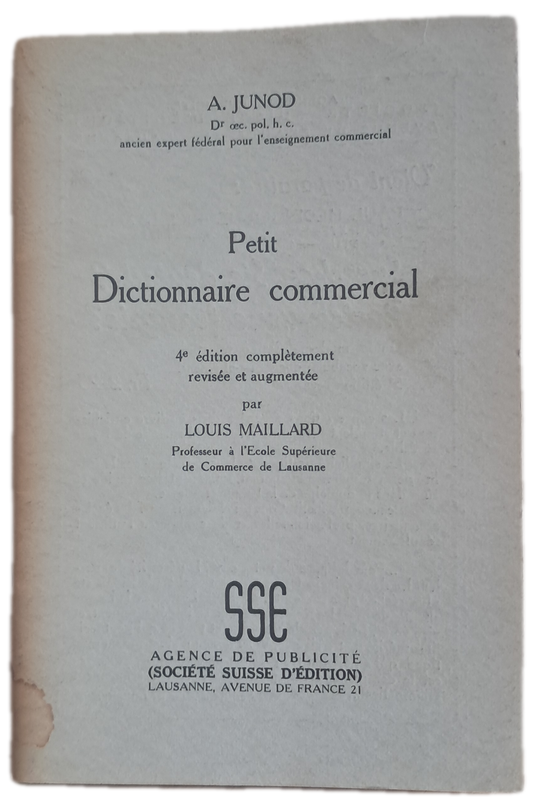 A. JUNOD
Dr œc. pol. h. c.
ancien expert fédéral pour l'enseignement commercial
Petit
Dictionnaire commercial
4e édition complètement
revisée et augmentée
par
LOUIS MAILLARD
Professeur à l'Ecole Supérieure
de Commerce de Lausanne
SSE
AGENCE DE PUBLICITÉ
(SOCIÉTÉ SUISSE D'ÉDITION)
LAUSANNE, AVENUE DE FRANCE 21